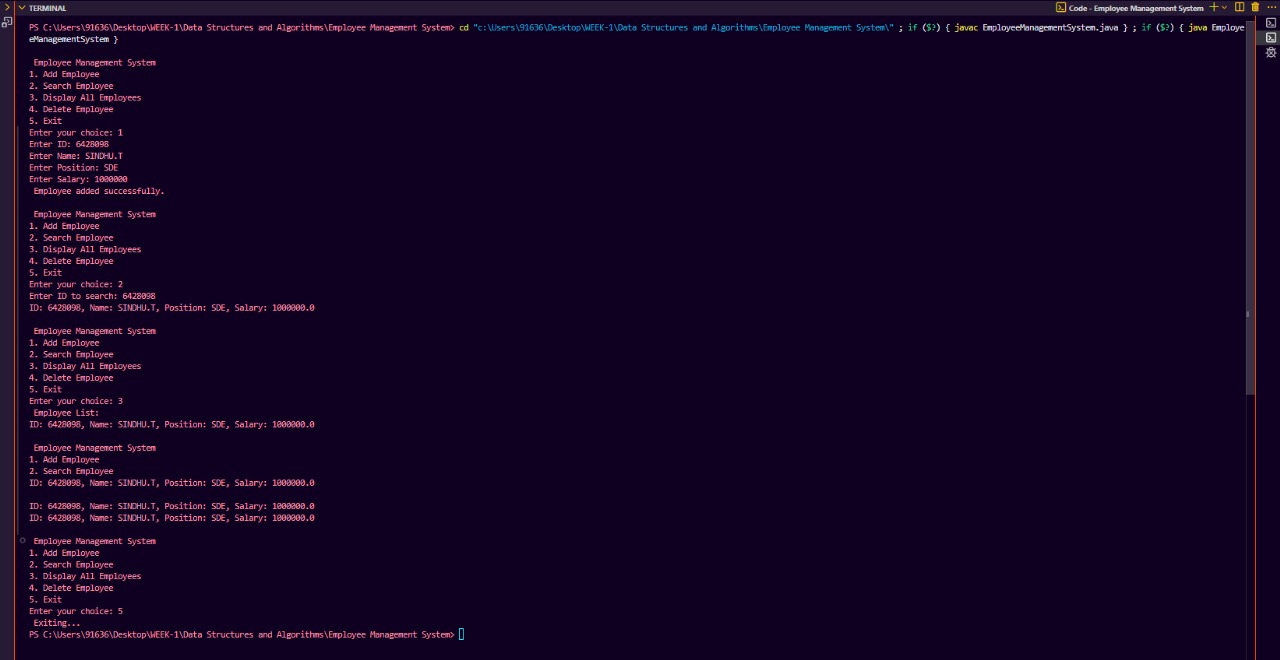 TERMINAL
Code - Employee Management System
PS C:\Users\91636\Desktop\WEEK-1\Data Structures and Algorithms\Employee Management System> cd "c:\Users\91636\Desktop\WEEK-1\Data Structures and Algorithms\Employee Management System\" ; if ($?) { javac EmployeeManagementSystem.java } ; if ($?) { java Employe
eManagementSystem }
Employee Management System
1. Add Employee
2. Search Employee
3. Display All Employees
4. Delete Employee
5. Exit
Enter your choice: 1
Enter ID: 6428098
Enter Name: SINDHU.T
Enter Position: SDE
Enter Salary: 1000000
Employee added successfully.
Employee Management System
1. Add Employee
2. Search Employee
3. Display All Employees
4. Delete Employee
5. Exit
Enter your choice: 2
Enter ID to search: 6428098
ID: 6428098, Name: SINDHU.T, Position: SDE, Salary: 1000000.0
Employee Management System
1. Add Employee
2. Search Employee
3. Display All Employees
4. Delete Employee
5. Exit
Enter your choice: 3
Employee List:
ID: 6428098, Name: SINDHU.T, Position: SDE, Salary: 1000000.0
Employee Management System
1. Add Employee
2. Search Employee
ID: 6428098, Name: SINDHU.T, Position: SDE, Salary: 1000000.0
ID: 6428098, Name: SINDHU.T, Position: SDE, Salary: 1000000.0
ID: 6428098, Name: SINDHU.T, Position: SDE, Salary: 1000000.0
Employee Management System
1. Add Employee
2. Search Employee
3. Display All Employees
4. Delete Employee
5. Exit
Enter your choice: 5
Exiting...
PS C:\Users\91636\Desktop\WEEK-1\Data Structures and Algorithms\Employee Management System>